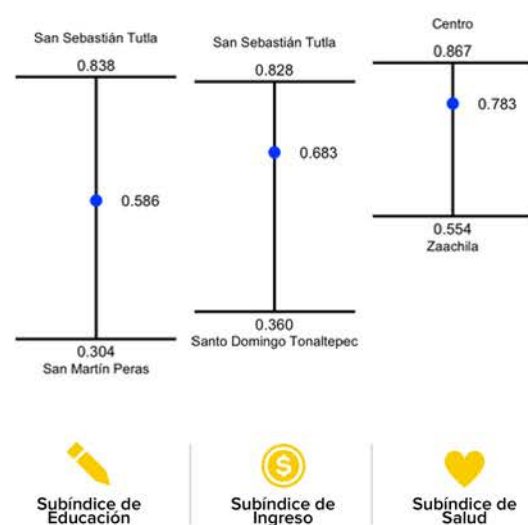 San Sebastián Tutla
0.838
0.586
0.304
San Martín Peras
San Sebastián Tutla
0.828
0.683
0.360
Santo Domingo Tonaltepec
Centro
0.867
0.783
0.554
Zaachila
Subíndice de
Educación
$
Subíndice de
Ingreso
Subíndice de
Salud